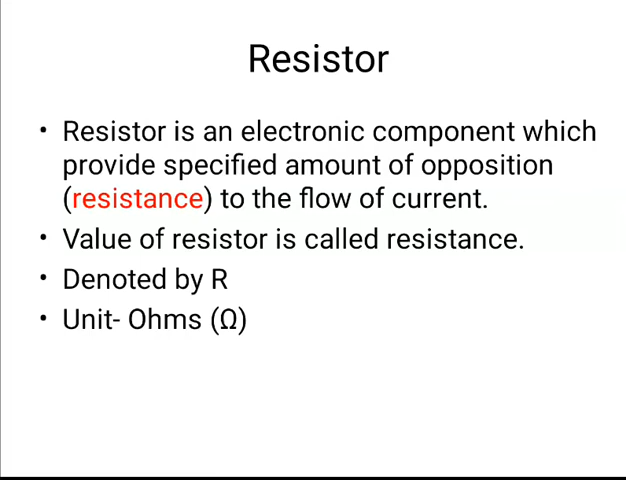 Resistor
• Resistor is an electronic component which
provide specified amount of opposition
(resistance) to the flow of current.
• Value of resistor is called resistance.
• Denoted by R
• Unit- Ohms (Ω)